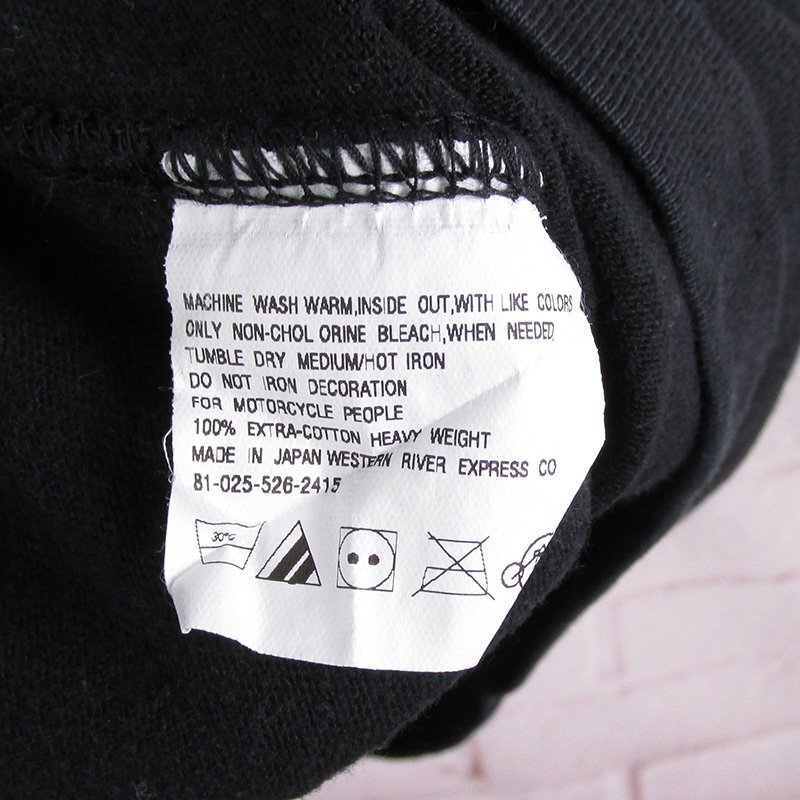 MACHINE WASH WARM,INSIDE OUT,WITH LIKE COLORS
ONLY NON-CHOL ORINE BLEACH,WHEN NEEDED
TUMBLE DRY MEDIUM/HOT IRON
DO NOT IRON DECORATION
FOR MOTORCYCLE PEOPLE
100% EXTRA-COTTON HEAVY WEIGHT
MADE IN JAPAN WESTERN RIVER EXPRESS CO
81-025-526-2415
30°C